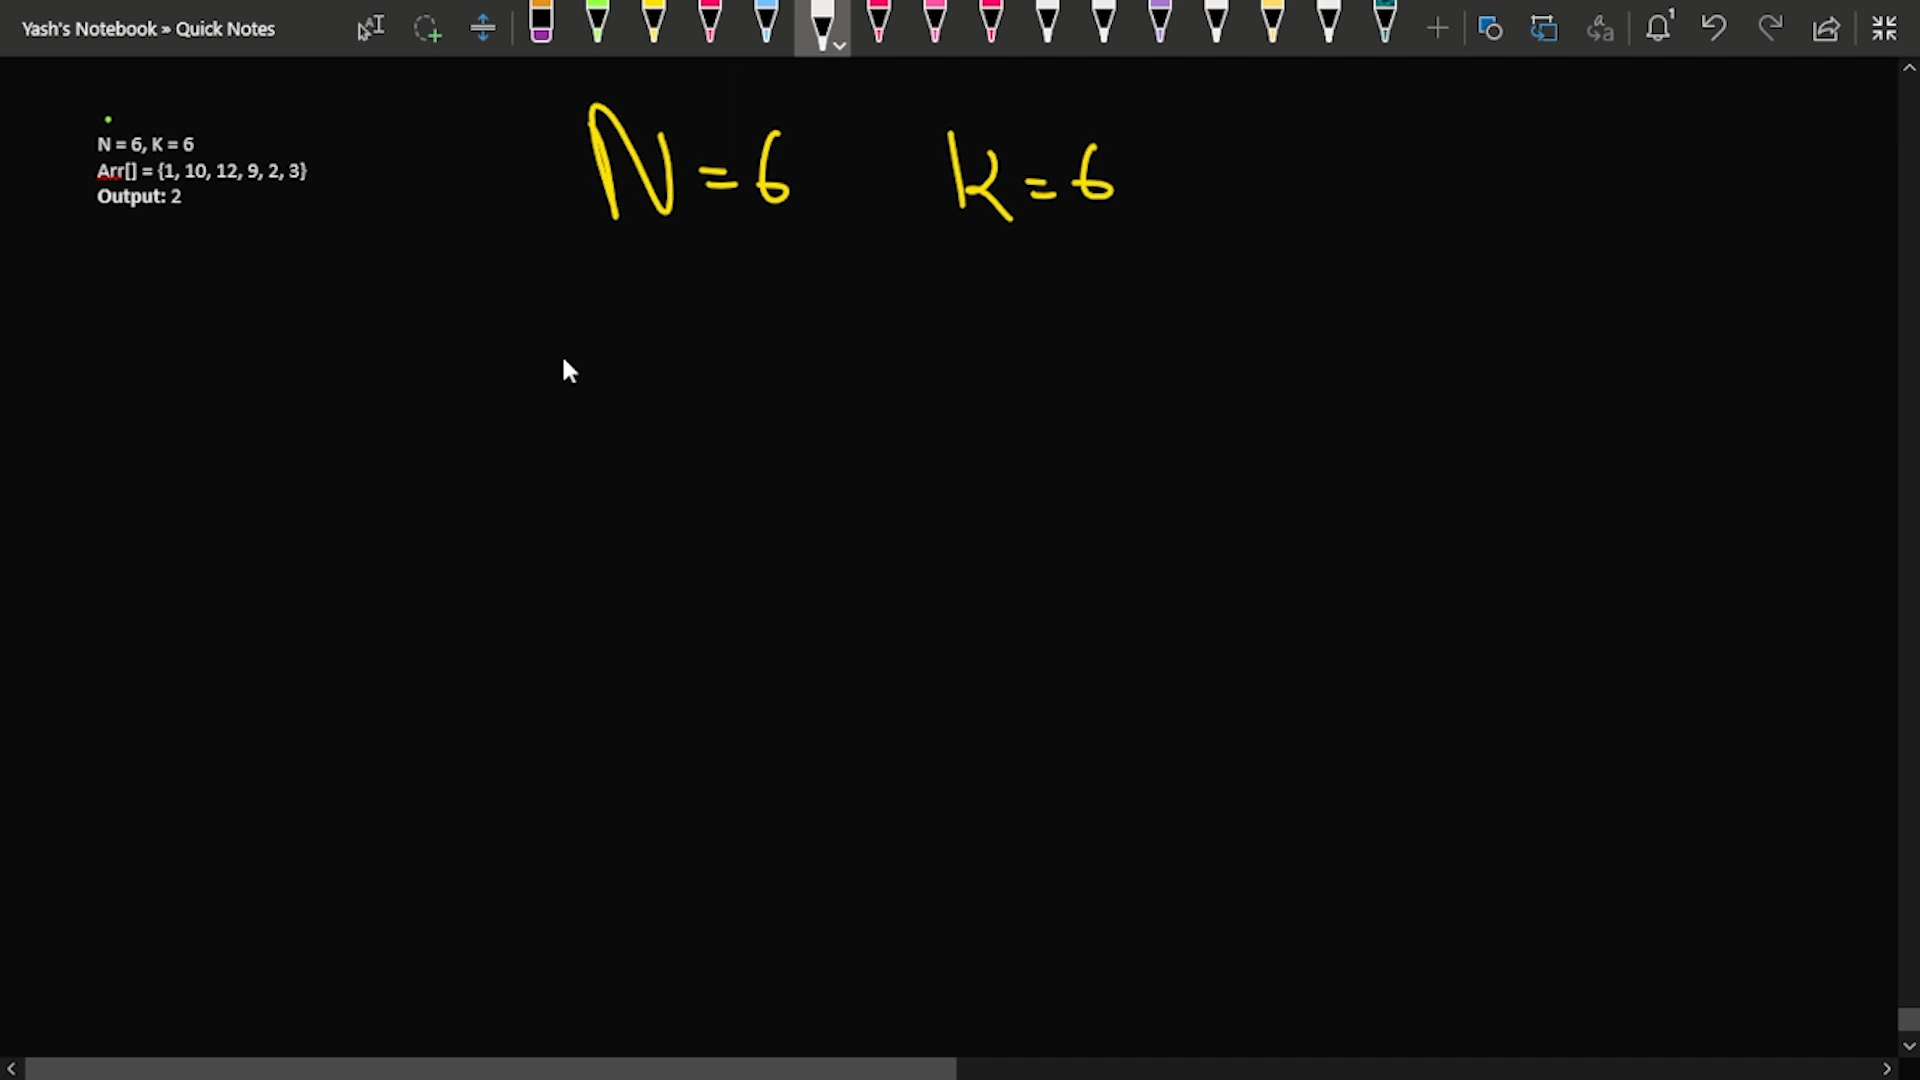 Yash's Notebook » Quick Notes
N = 6, K = 6
Arr[] = {1, 10, 12, 9, 2, 3}
Output: 2
N = 6 K = 6